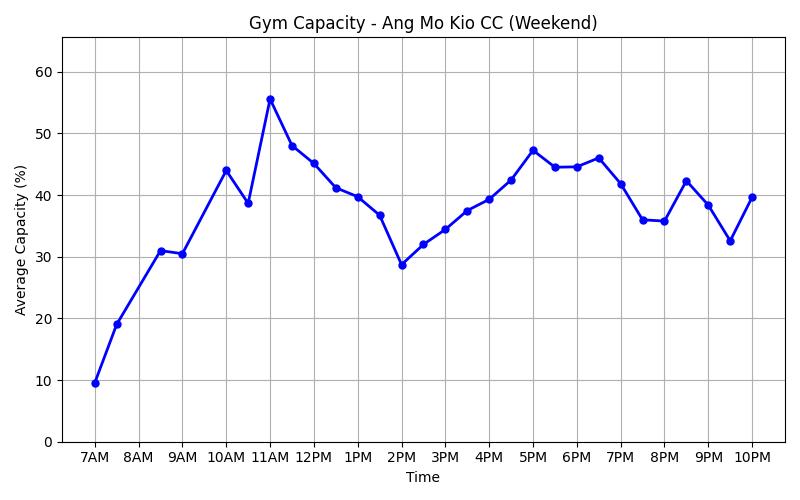 Gym Capacity - Ang Mo Kio CC (Weekend)
Average Capacity (%)
60
50
40
30
20
10
0
7AM 8AM 9AM 10AM 11AM 12PM 1PM 2PM 3PM 4PM 5PM 6PM 7PM 8PM 9PM 10PM
Time